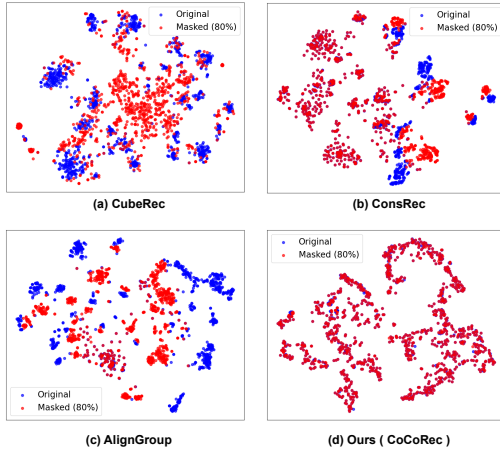 Original
Masked (80%)
(a) CubeRec
Original
Masked (80%)
(b) ConsRec
Original
Masked (80%)
(c) AlignGroup
Original
Masked (80%)
(d) Ours ( CoCoRec )